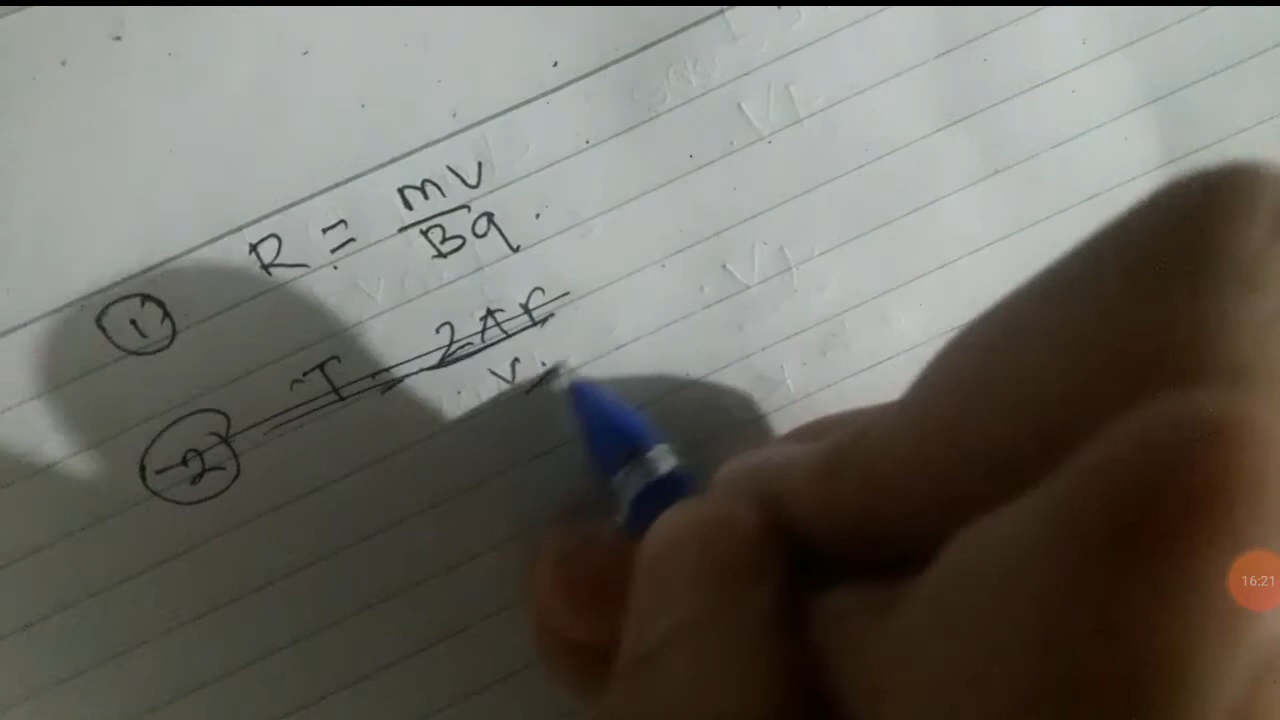 ① R = mv/Bq.
② T = 2πr/v.
16:21